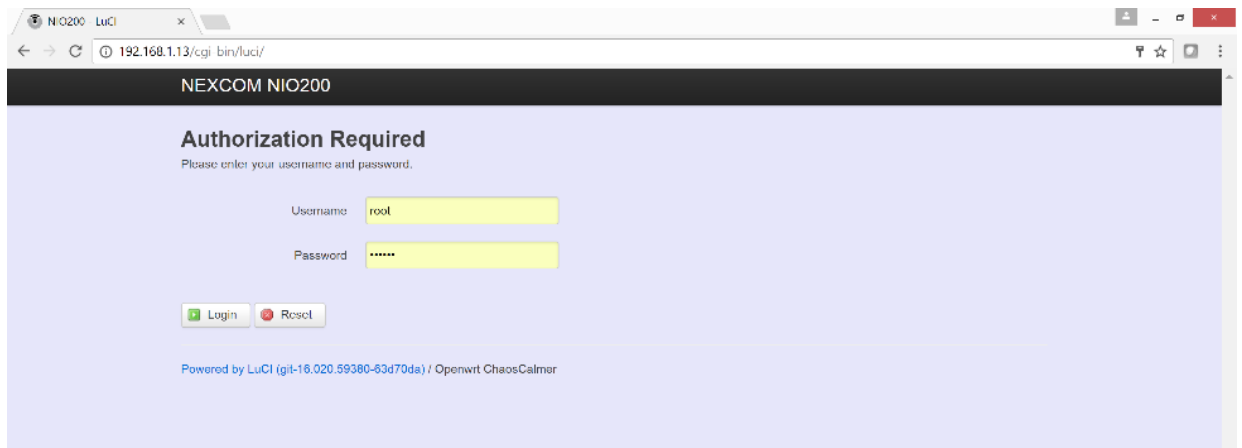 NIO200 - LuCI
192.168.1.13/cgi-bin/luci/
NEXCOM NIO200
Authorization Required
Please enter your username and password.
Username root
Password ••••••
Login Reset
Powered by LuCI (git-16.020.59380-63d70da) / Openwrt ChaosCalmer